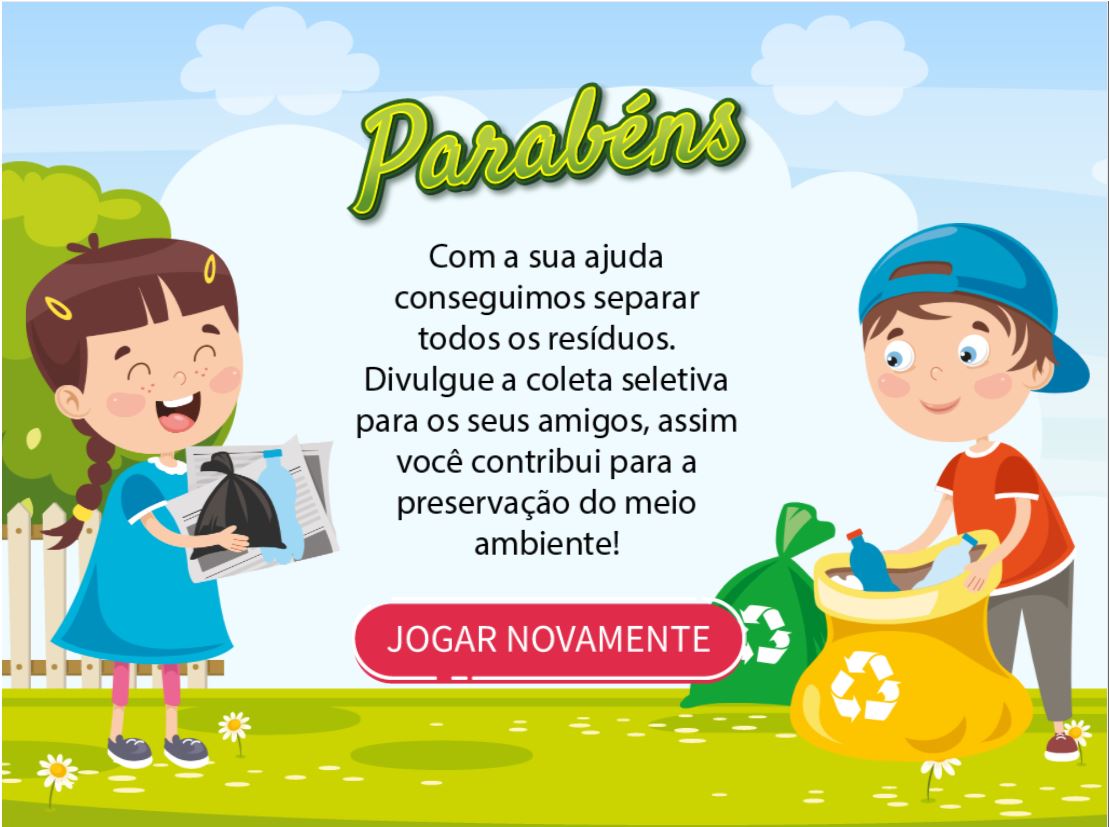 Parabéns
Com a sua ajuda
conseguimos separar
todos os resíduos.
Divulgue a coleta seletiva
para os seus amigos, assim
você contribui para a
preservação do meio
ambiente!
JOGAR NOVAMENTE